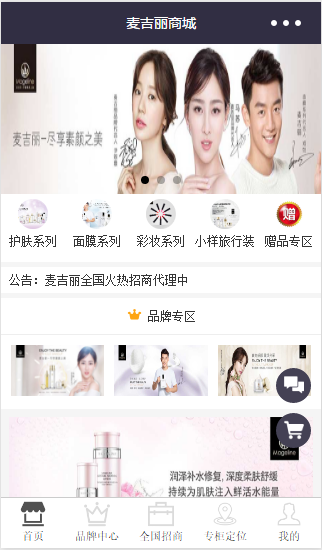 麦吉丽商城
Mageline
麦吉丽-尽享素颜之美
护肤系列
面膜系列
彩妆系列
小样旅行装
赠
赠品专区
公告：麦吉丽全国火热招商代理中
品牌专区
Mageline
润泽补水修复，深度柔肤舒纹
持续为肌肤注入鲜活水能量
首页
品牌中心
全国招商
专柜定位
我的